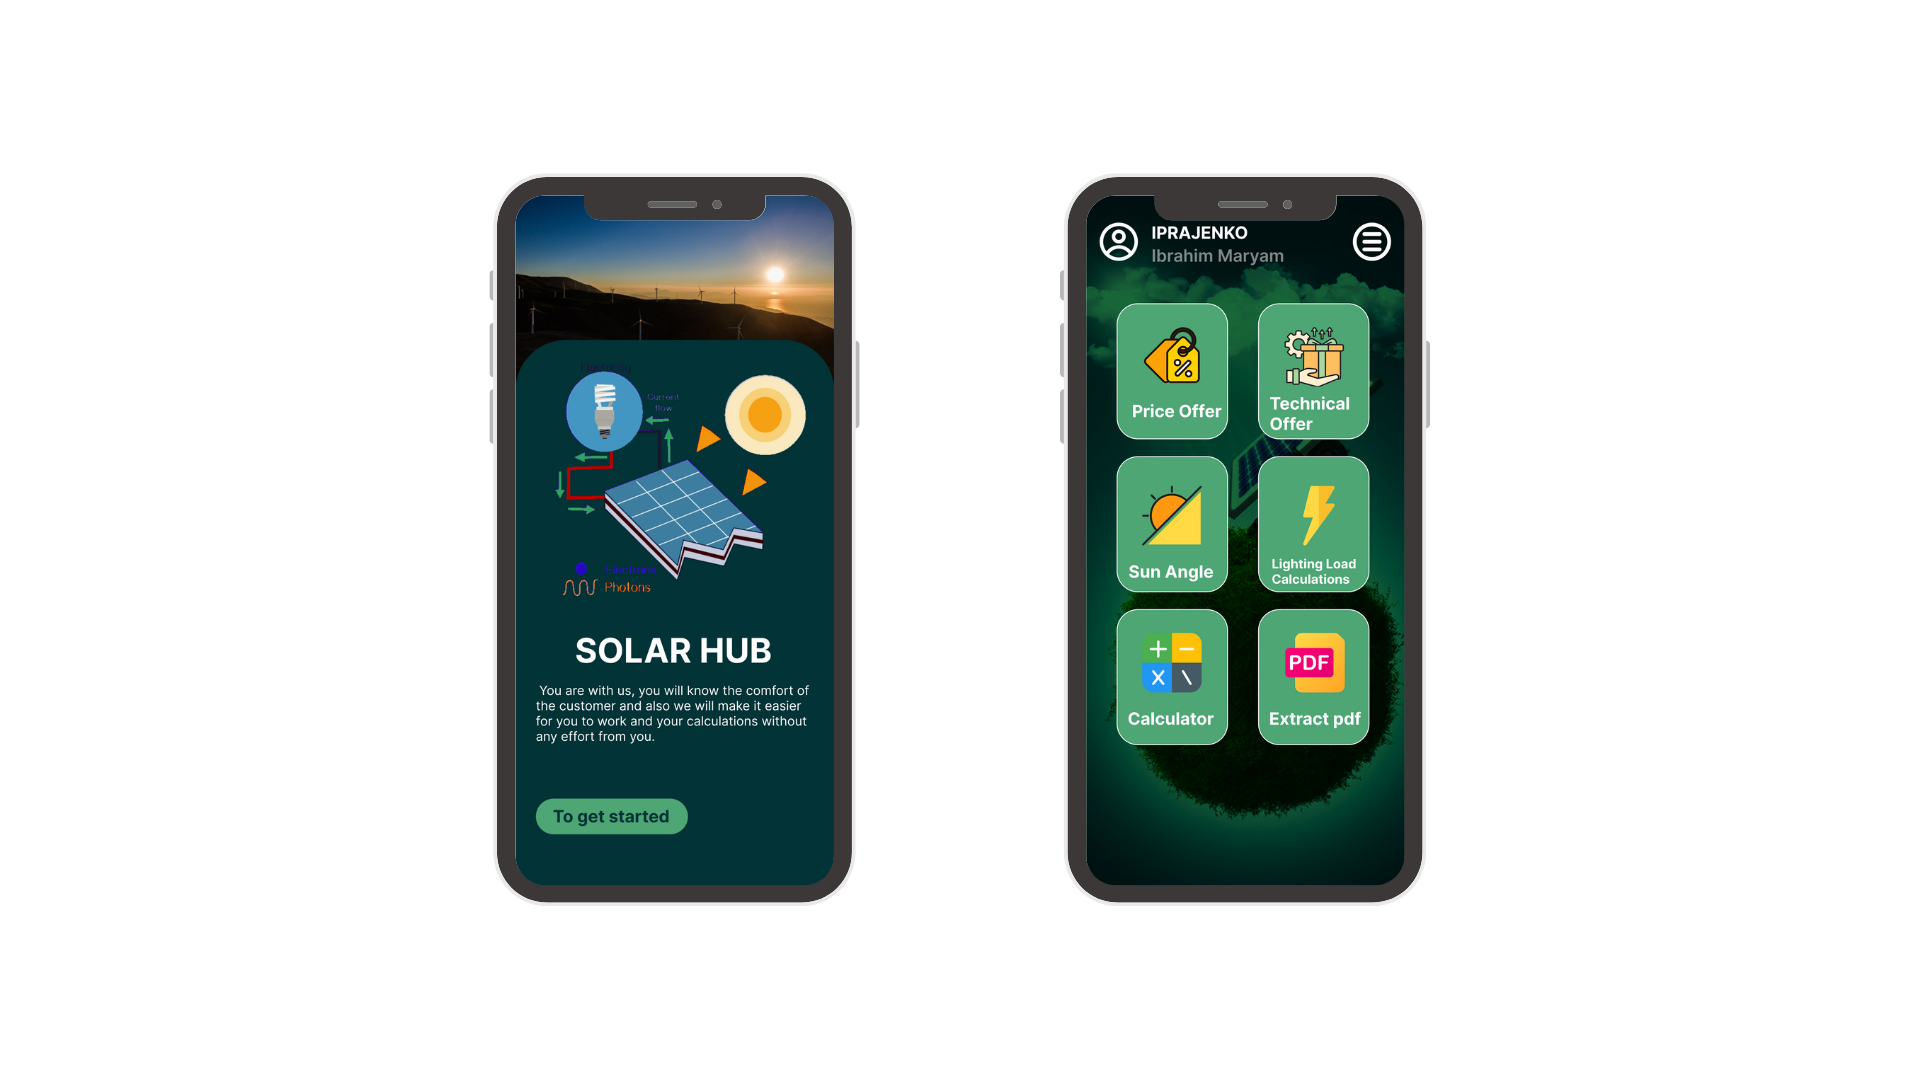 Electricity
Current
flow
Electrons
Photons
SOLAR HUB
You are with us, you will know the comfort of
the customer and also we will make it easier
for you to work and your calculations without
any effort from you.
To get started
IPRAJENKO
Ibrahim Maryam
Price Offer
Technical
Offer
Sun Angle
Lighting Load
Calculations
Calculator
PDF
Extract pdf